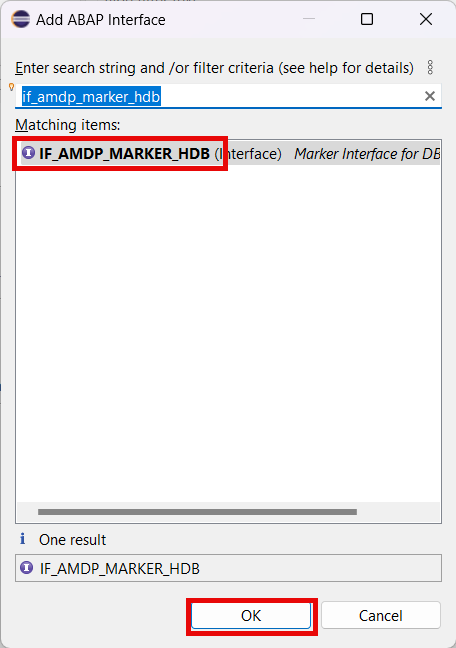 Add ABAP Interface
Enter search string and /or filter criteria (see help for details)
if_amdp_marker_hdb
Matching items:
IF_AMDP_MARKER_HDB (Interface) Marker Interface for DB
One result
IF_AMDP_MARKER_HDB
OK Cancel